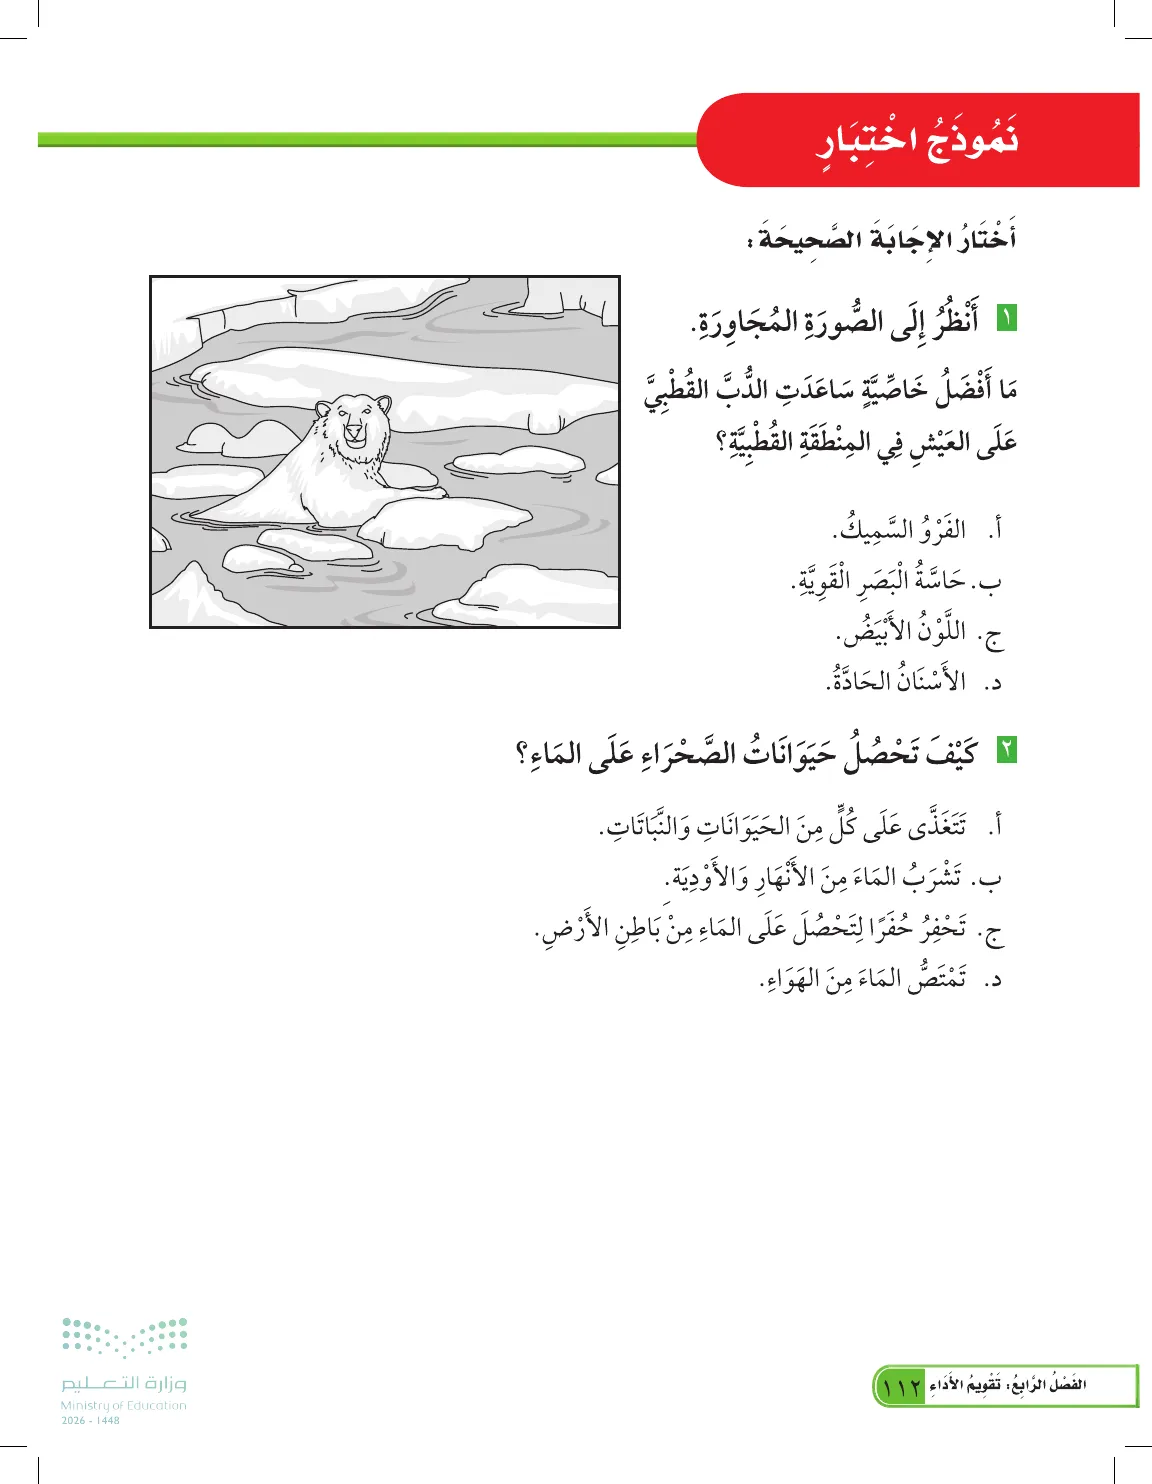 نَمُوذَجُ اخْتِبَارٍ
أَخْتَارُ الإِجَابَةَ الصَّحِيحَةَ :
١ أَنْظُرُ إِلَى الصُّورَةِ المُجَاوِرَةِ.
مَا أَفْضَلُ خَاصِّيَّةٍ سَاعَدَتِ الدُّبَّ القُطْبِيَّ
عَلَى العَيْشِ فِي المِنْطَقَةِ القُطْبِيَّةِ؟
أ. الفَرْوُ السَّمِيكُ.
ب. حَاسَّةُ الْبَصَرِ الْقَوِيَّةِ.
ج. اللَّوْنُ الأَبْيَضُ.
د. الأَسْنَانُ الحَادَّةُ.
٢ كَيْفَ تَحْصُلُ حَيَوَانَاتُ الصَّحْرَاءِ عَلَى المَاءِ؟
أ. تَتَغَذَّى عَلَى كُلٍّ مِنَ الحَيَوَانَاتِ وَالنَّبَاتَاتِ.
ب. تَشْرَبُ المَاءَ مِنَ الأَنْهَارِ وَالأَوْدِيَةِ.
ج. تَحْفِرُ حُفَرًا لِتَحْصُلَ عَلَى المَاءِ مِنْ بَاطِنِ الأَرْضِ.
د. تَمْتَصُّ المَاءَ مِنَ الهَوَاءِ.
وزارة التعليم
Ministry of Education
2026 - 1448
الفَصْلُ الرَّابِعُ: تَقْوِيمُ الأَدَاءِ ١١٢